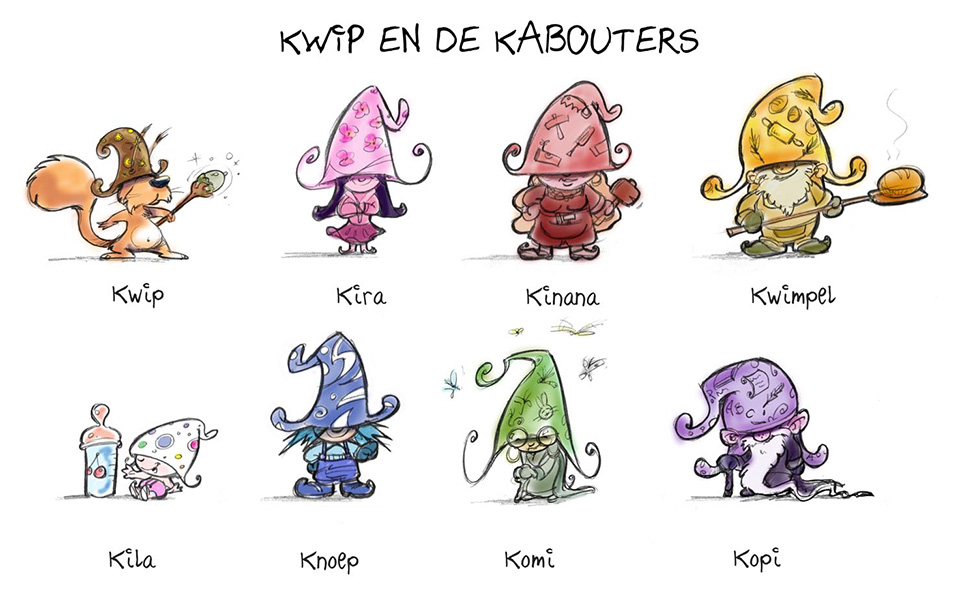 KWIP EN DE KABOUTERS
Kwip
Kira
Kinana
Kwimpel
Kila
Knoep
Komi
Kopi